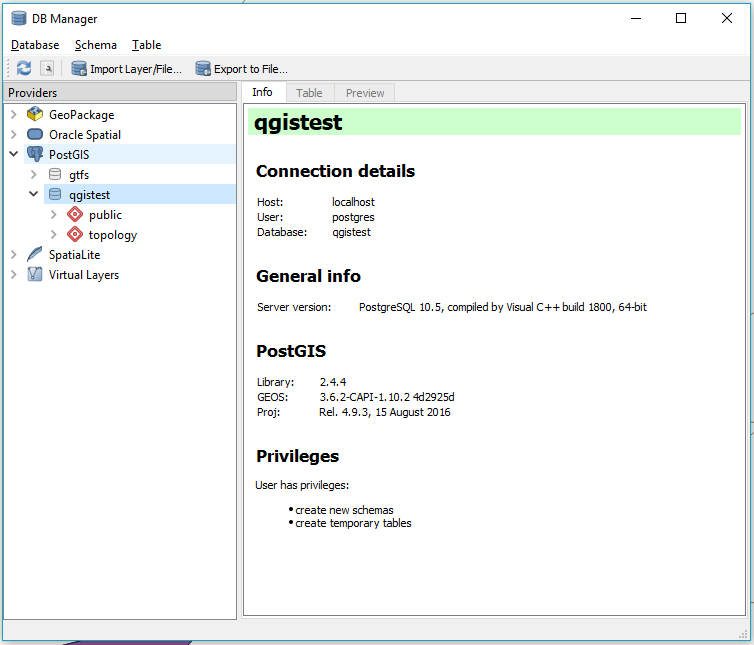 DB Manager
Database Schema Table
Import Layer/File... Export to File...
Providers
GeoPackage
Oracle Spatial
PostGIS
gtfs
qgistest
public
topology
SpatiaLite
Virtual Layers
Info Table Preview
qgistest
Connection details
Host: localhost
User: postgres
Database: qgistest
General info
Server version: PostgreSQL 10.5, compiled by Visual C++ build 1800, 64-bit
PostGIS
Library: 2.4.4
GEOS: 3.6.2-CAPI-1.10.2 4d2925d
Proj: Rel. 4.9.3, 15 August 2016
Privileges
User has privileges:
• create new schemas
• create temporary tables